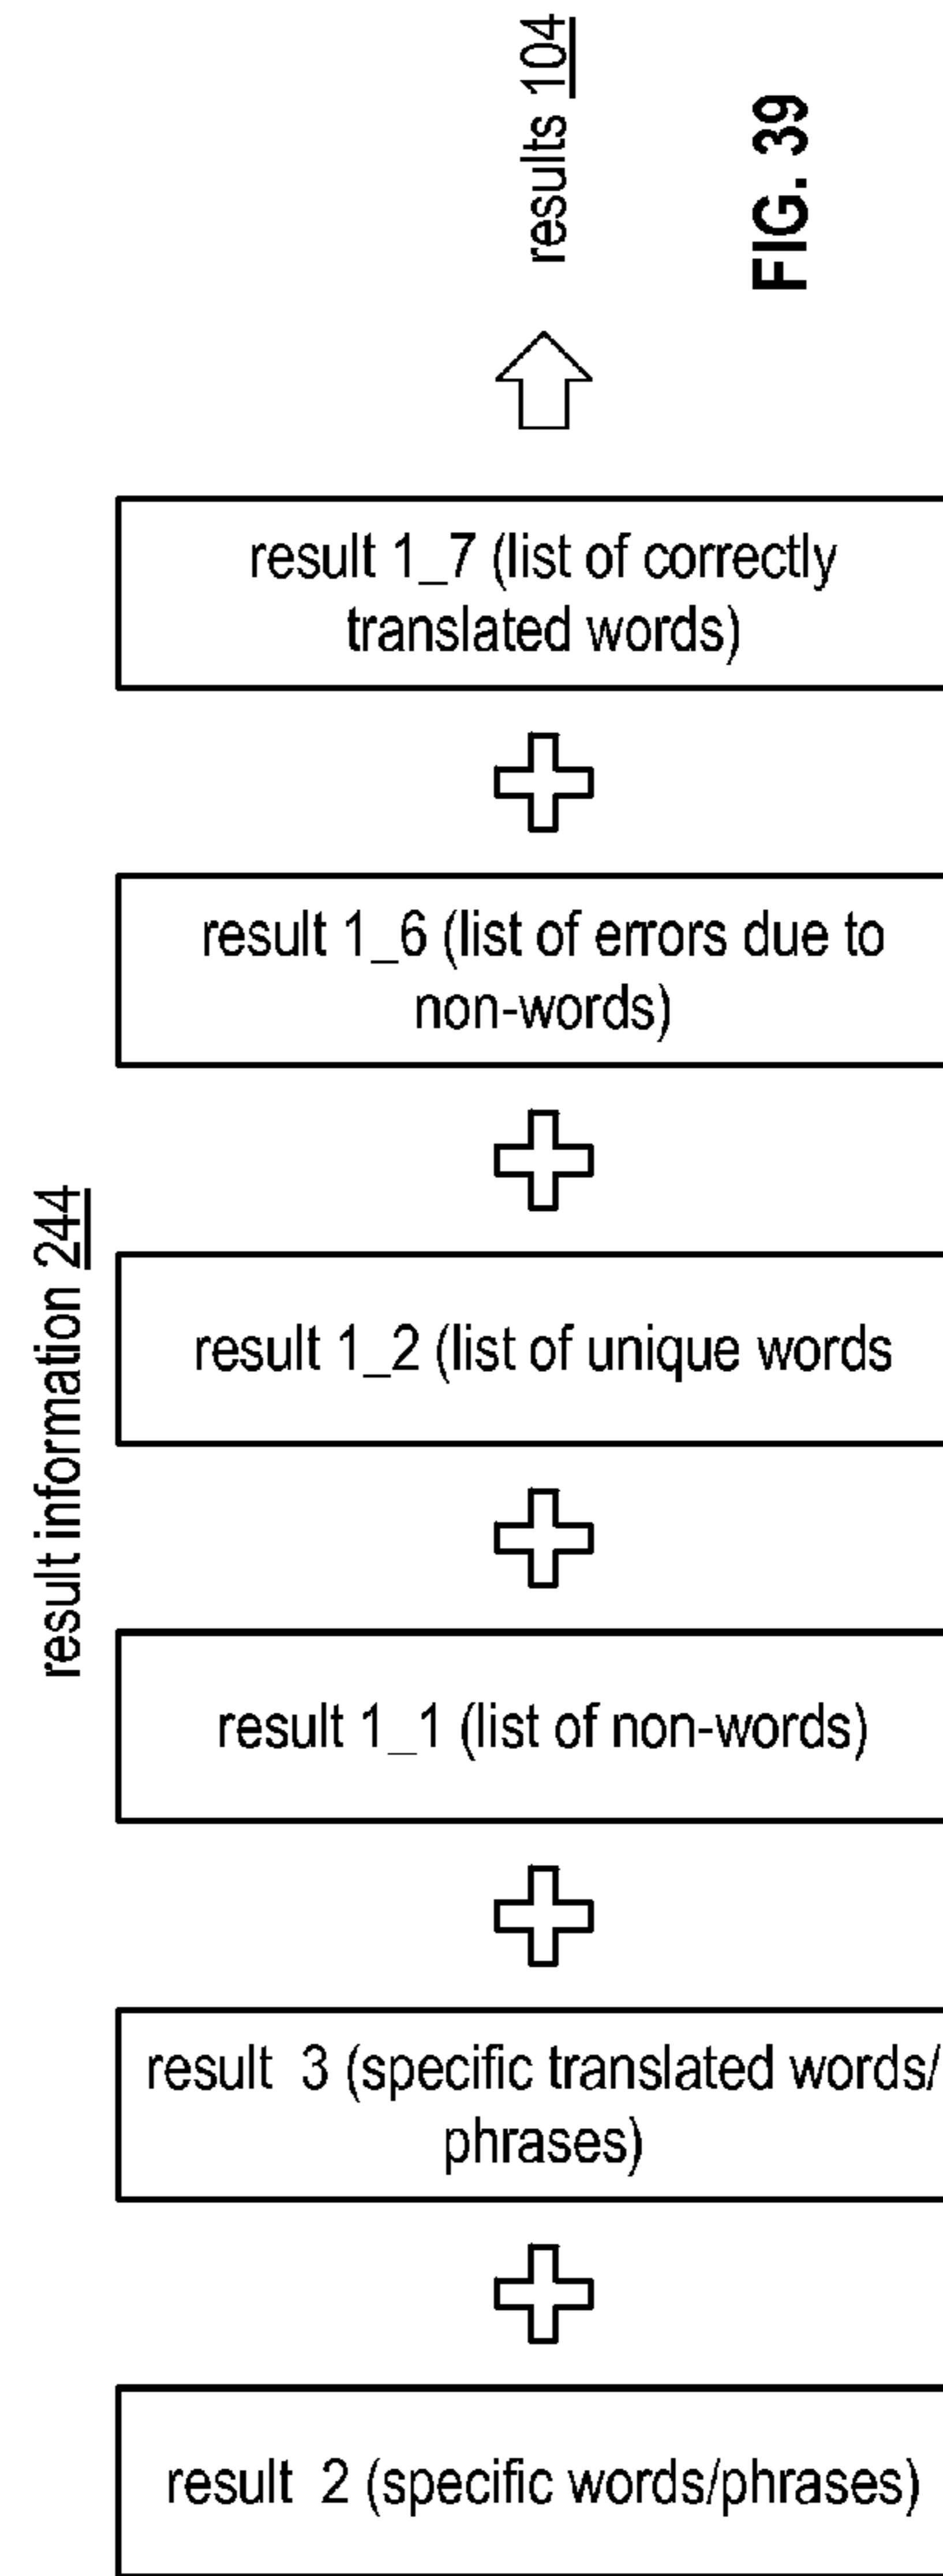 results 104
FIG. 39
result 1_7 (list of correctly
translated words)
result 1_6 (list of errors due to
non-words)
result information 244
result 1_2 (list of unique words
result 1_1 (list of non-words)
result 3 (specific translated words/
phrases)
result 2 (specific words/phrases)